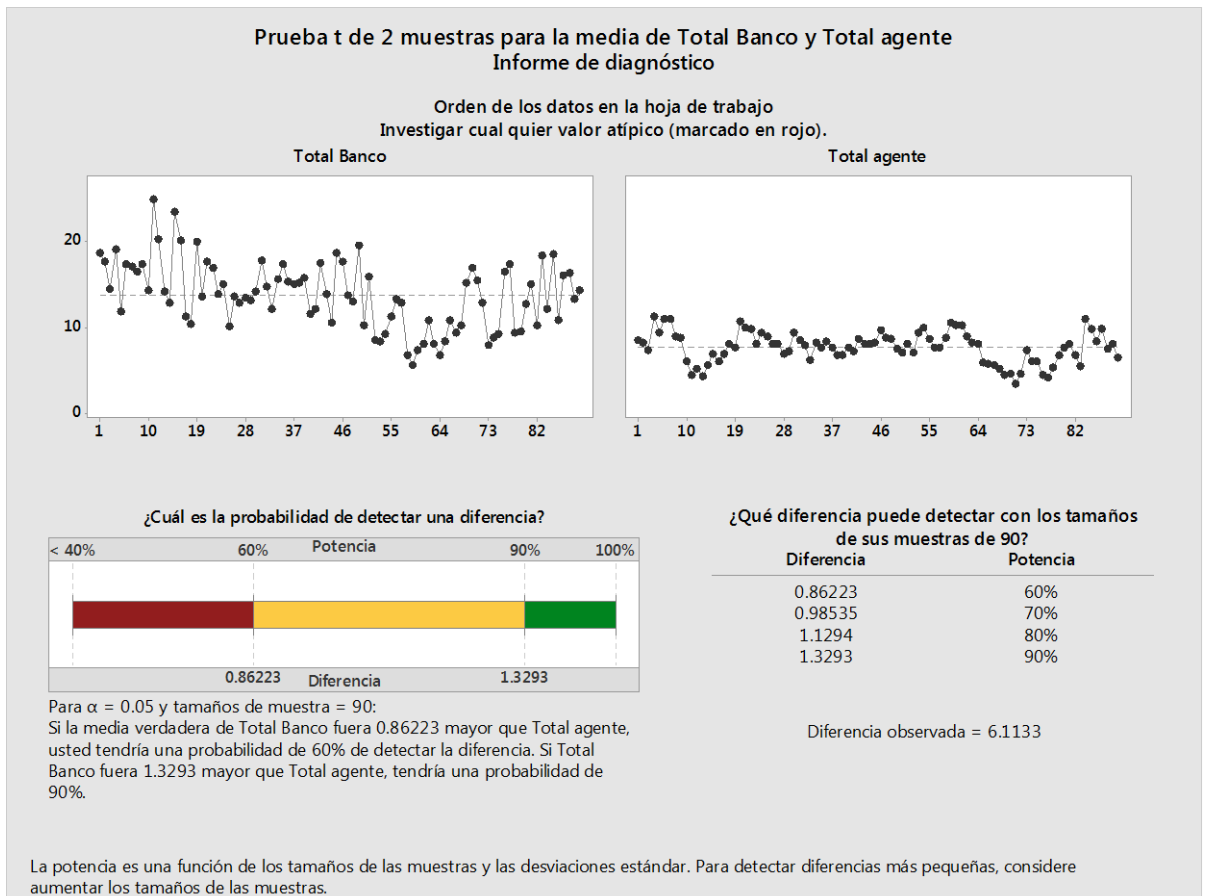 Prueba t de 2 muestras para la media de Total Banco y Total agente
Informe de diagnóstico
Orden de los datos en la hoja de trabajo
Investigar cual quier valor atípico (marcado en rojo).
Total Banco
Total agente
20
10
0
1 10 19 28 37 46 55 64 73 82
1 10 19 28 37 46 55 64 73 82
¿Cuál es la probabilidad de detectar una diferencia?
< 40% 60% Potencia 90% 100%
0.86223 Diferencia 1.3293
Para α = 0.05 y tamaños de muestra = 90:
Si la media verdadera de Total Banco fuera 0.86223 mayor que Total agente,
usted tendría una probabilidad de 60% de detectar la diferencia. Si Total
Banco fuera 1.3293 mayor que Total agente, tendría una probabilidad de
90%.
¿Qué diferencia puede detectar con los tamaños
de sus muestras de 90?
Diferencia Potencia
0.86223 60%
0.98535 70%
1.1294 80%
1.3293 90%
Diferencia observada = 6.1133
La potencia es una función de los tamaños de las muestras y las desviaciones estándar. Para detectar diferencias más pequeñas, considere
aumentar los tamaños de las muestras.